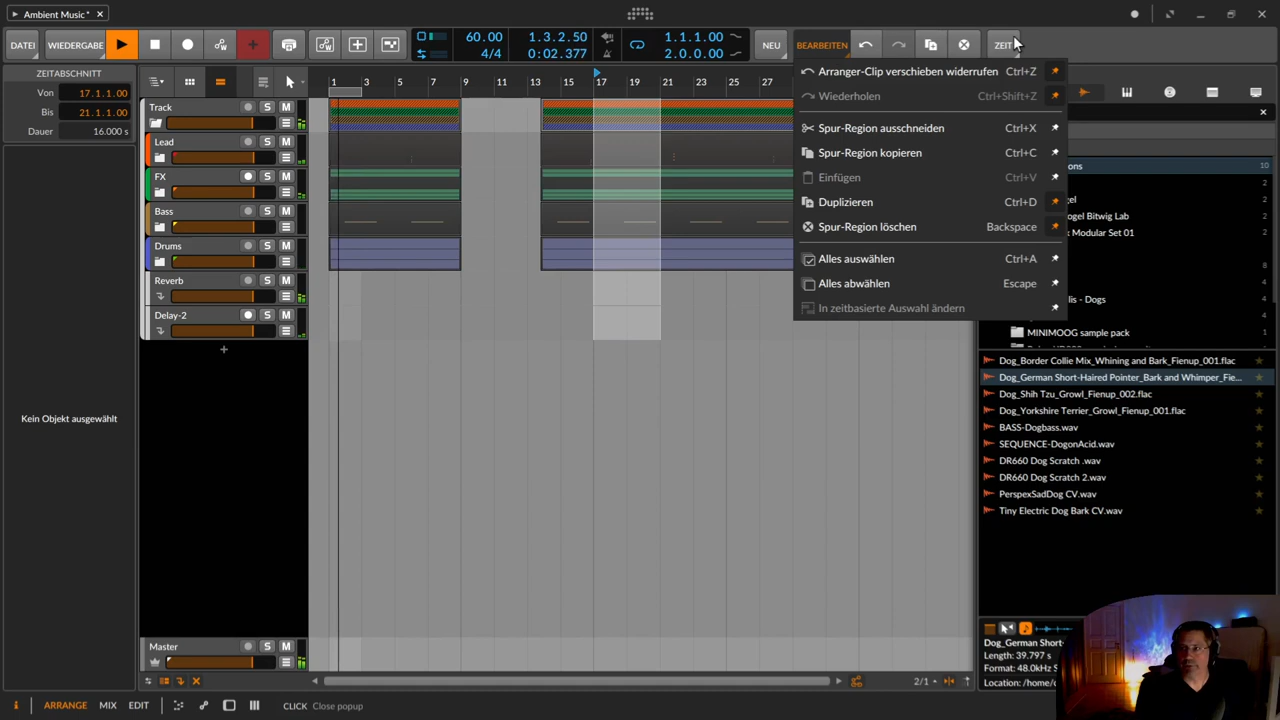 Ambient Music*
DATEI
WIEDERGABE
60.00
4/4
1.3.2.50
0:02.377
1.1.1.00
2.0.0.00
NEU
BEARBEITEN
ZEIT
ZEITABSCHNITT
Von 17.1.1.00
Bis 21.1.1.00
Dauer 16.000 s
Kein Objekt ausgewählt
1 3 5 7 9 11 13 15 17 19 21 23 25 27
Track S M
Lead S M
FX S M
Bass S M
Drums S M
Reverb S M
Delay-2 S M
+
Master S M
Arranger-Clip verschieben widerrufen Ctrl+Z
Wiederholen Ctrl+Shift+Z
Spur-Region ausschneiden Ctrl+X
Spur-Region kopieren Ctrl+C
Einfügen Ctrl+V
Duplizieren Ctrl+D
Spur-Region löschen Backspace
Alles auswählen Ctrl+A
Alles abwählen Escape
In zeitbasierte Auswahl ändern
ons 10
2
gel 2
ogel Bitwig Lab
x Modular Set 01
olis - Dogs
MINIMOOG sample pack
Dog_Border Collie Mix_Whining and Bark_Fienup_001.flac
Dog_German Short-Haired Pointer_Bark and Whimper_Fie...
Dog_Shih Tzu_Growl_Fienup_002.flac
Dog_Yorkshire Terrier_Growl_Fienup_001.flac
BASS-Dogbass.wav
SEQUENCE-DogonAcid.wav
DR660 Dog Scratch .wav
DR660 Dog Scratch 2.wav
PerspexSadDog CV.wav
Tiny Electric Dog Bark CV.wav
Dog_German Short-
Length: 39.797 s
Format: 48.0kHz S
Location: /home/c
2/1
i
ARRANGE
MIX
EDIT
CLICK Close popup